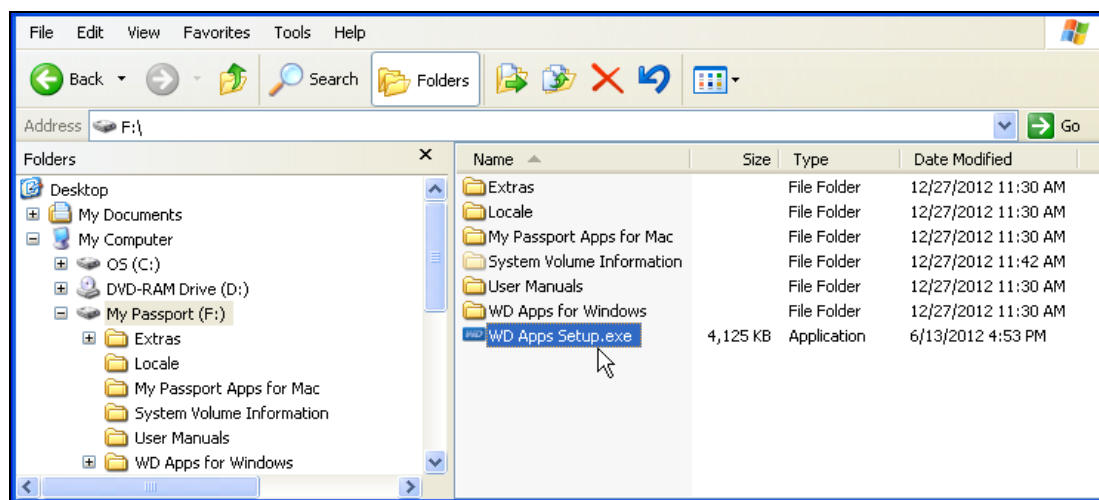 File Edit View Favorites Tools Help
Back Search Folders
Address F:\ Go
Folders
Desktop
My Documents
My Computer
OS (C:)
DVD-RAM Drive (D:)
My Passport (F:)
Extras
Locale
My Passport Apps for Mac
System Volume Information
User Manuals
WD Apps for Windows
Name Size Type Date Modified
Extras File Folder 12/27/2012 11:30 AM
Locale File Folder 12/27/2012 11:30 AM
My Passport Apps for Mac File Folder 12/27/2012 11:30 AM
System Volume Information File Folder 12/27/2012 11:42 AM
User Manuals File Folder 12/27/2012 11:30 AM
WD Apps for Windows File Folder 12/27/2012 11:30 AM
WD WD Apps Setup.exe 4,125 KB Application 6/13/2012 4:53 PM